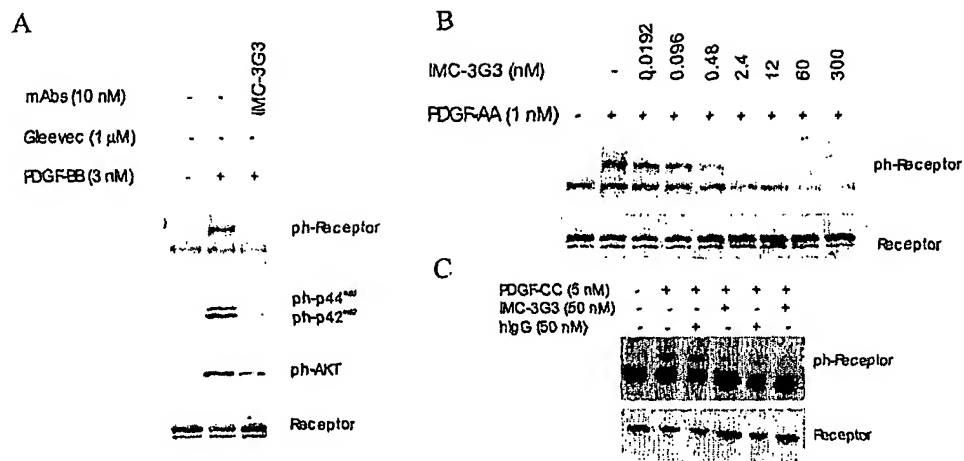 A
mAbs (10 nM) - - IMC-3G3
Gleevec (1 μM) - - -
PDGF-BB (3 nM) - + +
ph-Receptor
ph-p44
ph-p42
ph-AKT
Receptor
B
IMC-3G3 (nM) - 0.0192 0.096 0.48 2.4 12 60 300
PDGF-AA (1 nM) - + + + + + + + +
ph-Receptor
Receptor
C
PDGF-CC (5 nM) - + + + + +
IMC-3G3 (50 nM) - - - + - +
hIgG (50 nM) - - + - + -
ph-Receptor
Receptor